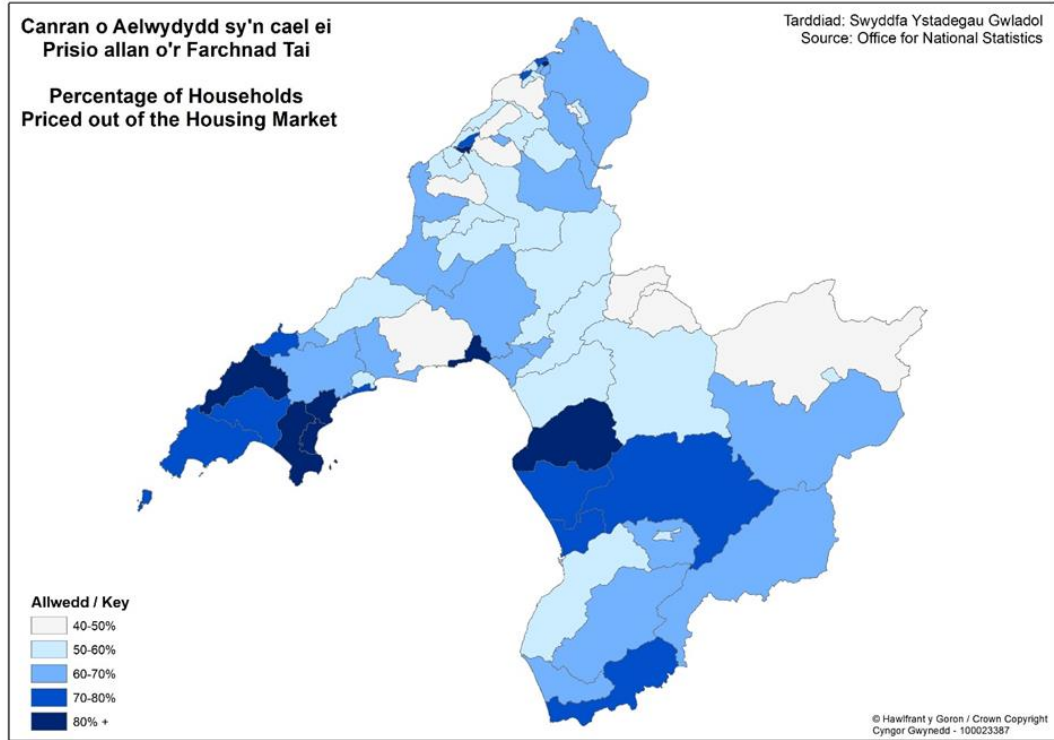 Canran o Aelwydydd sy'n cael ei
Prisio allan o'r Farchnad Tai
Percentage of Households
Priced out of the Housing Market
Tarddiad: Swyddfa Ystadegau Gwladol
Source: Office for National Statistics
Allwedd / Key
40-50%
50-60%
60-70%
70-80%
80% +
© Hawlfraint y Goron / Crown Copyright
Cyngor Gwynedd - 100023387